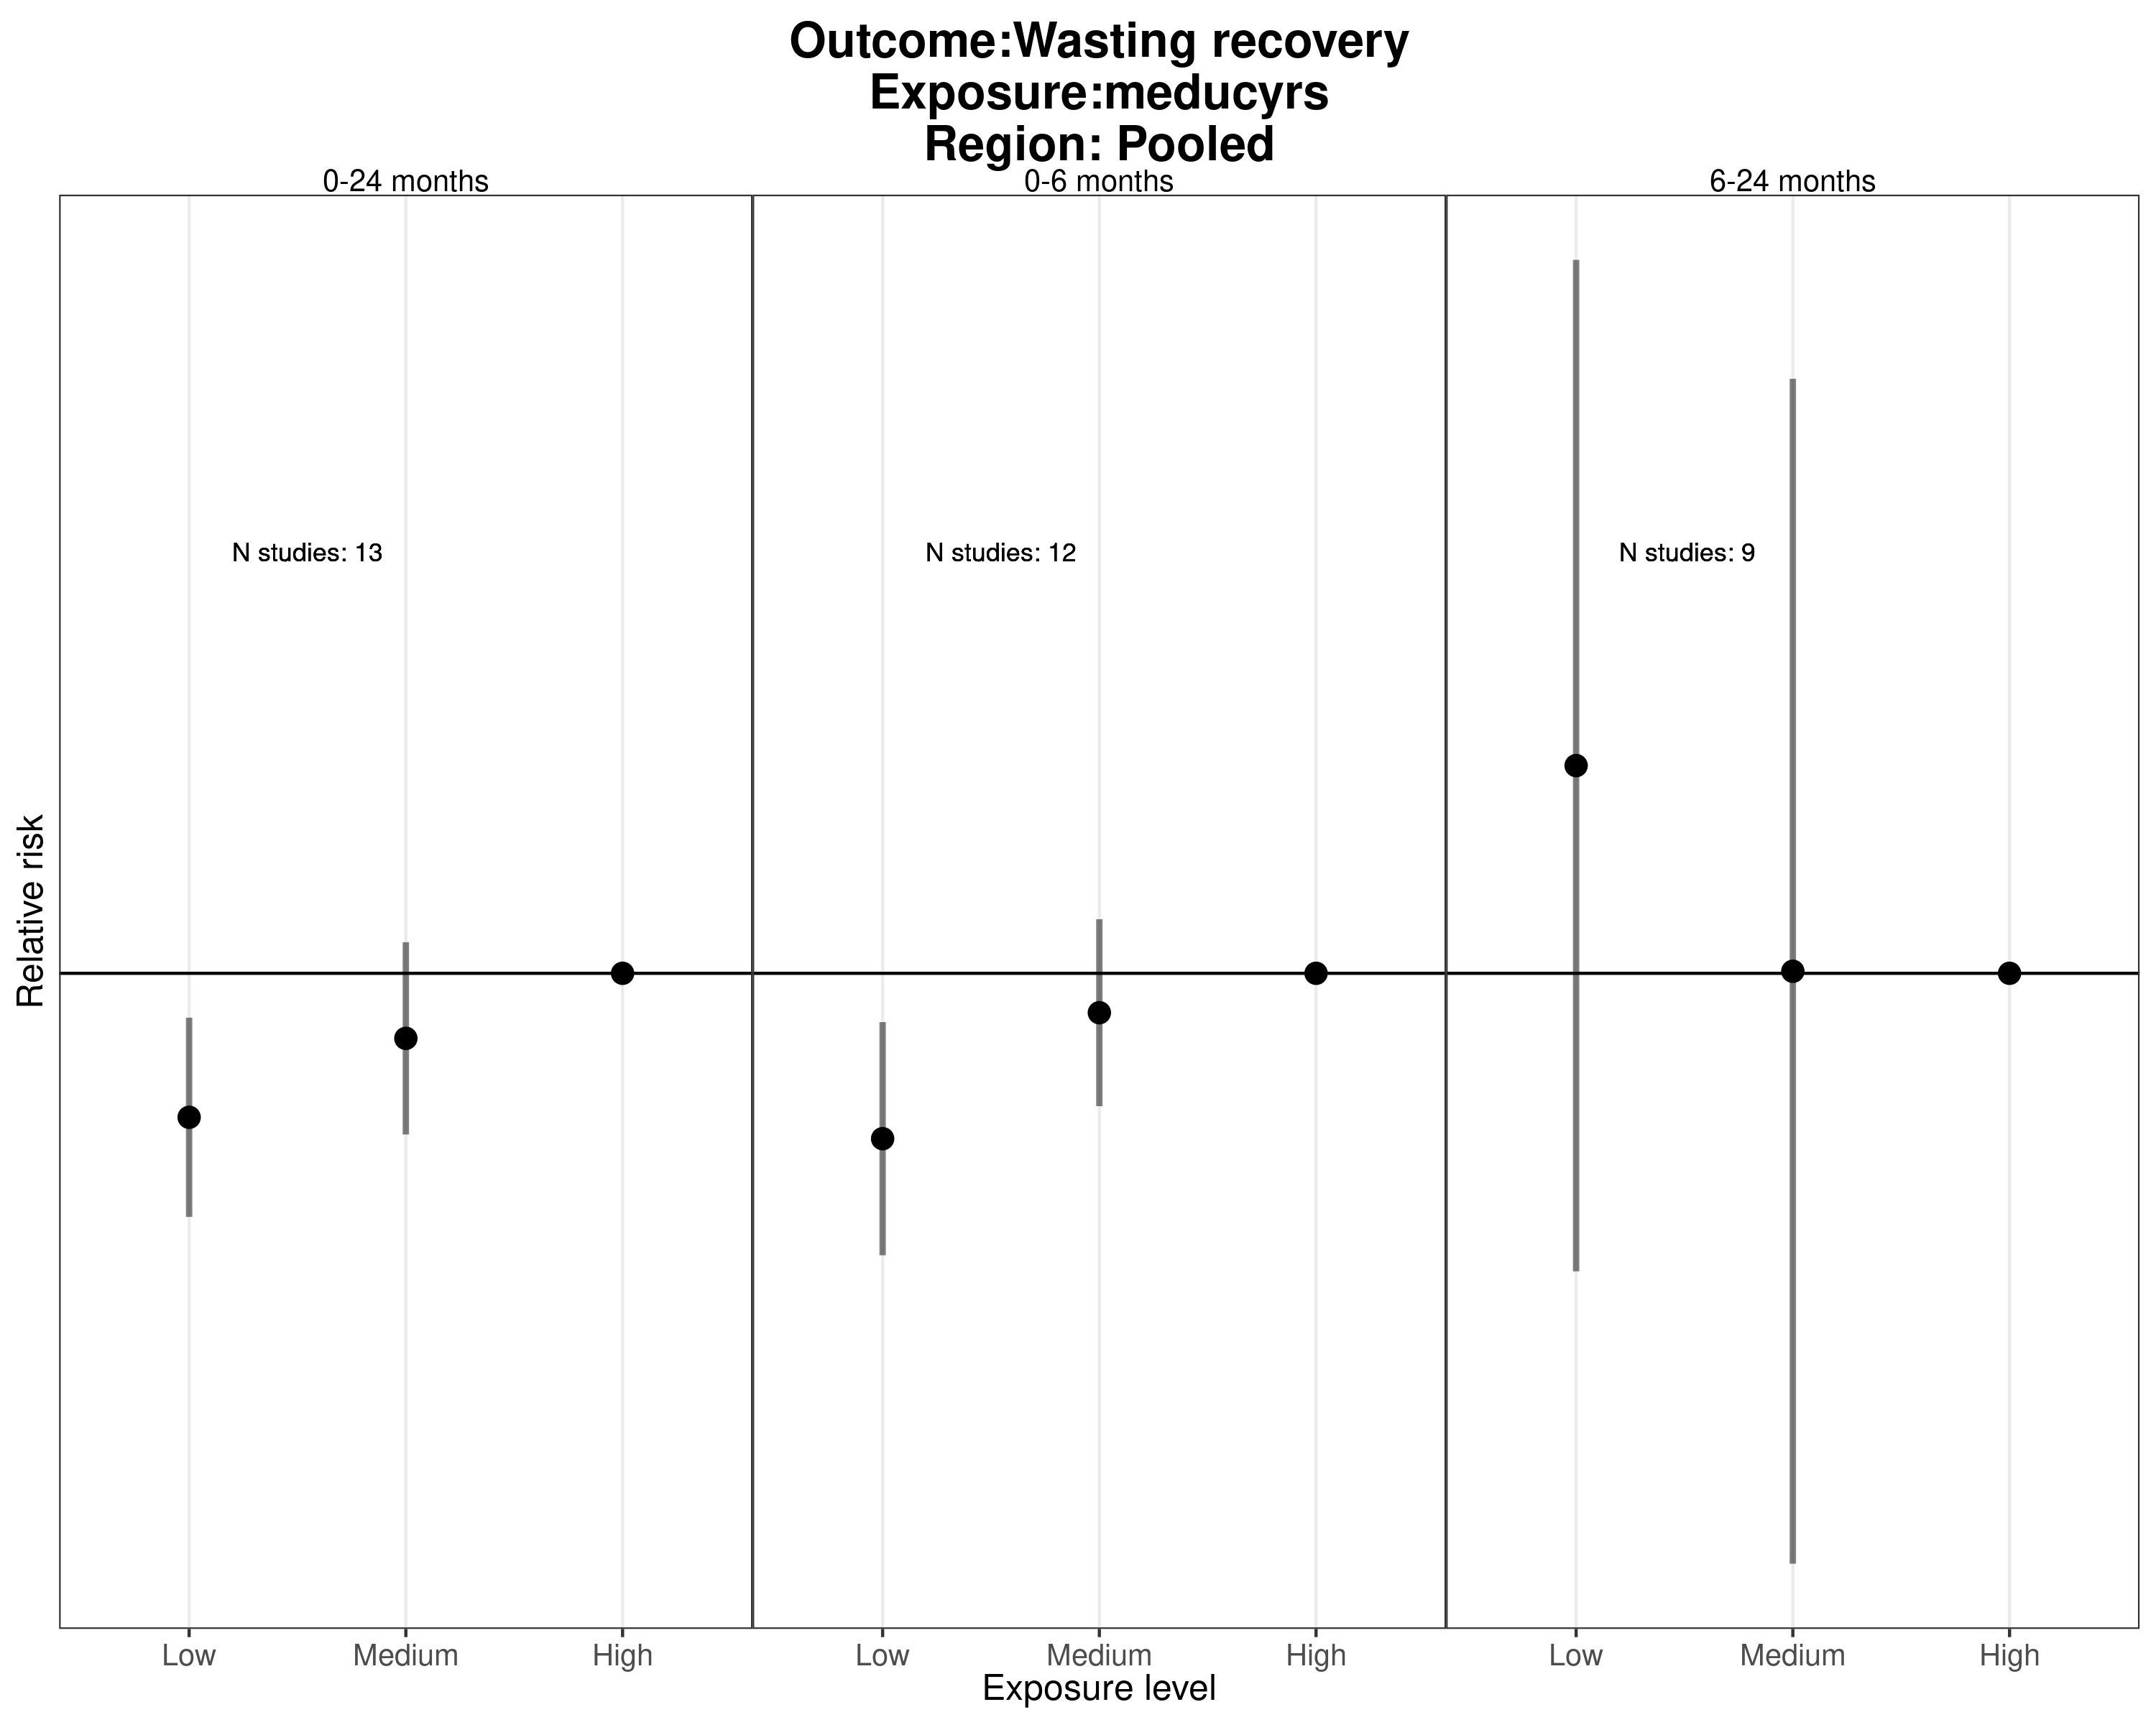 Outcome:Wasting recovery
Exposure:meducyrs
Region: Pooled
0-24 months
0-6 months
6-24 months
N studies: 13
N studies: 12
N studies: 9
Relative risk
Low Medium High
Low Medium High
Low Medium High
Exposure level